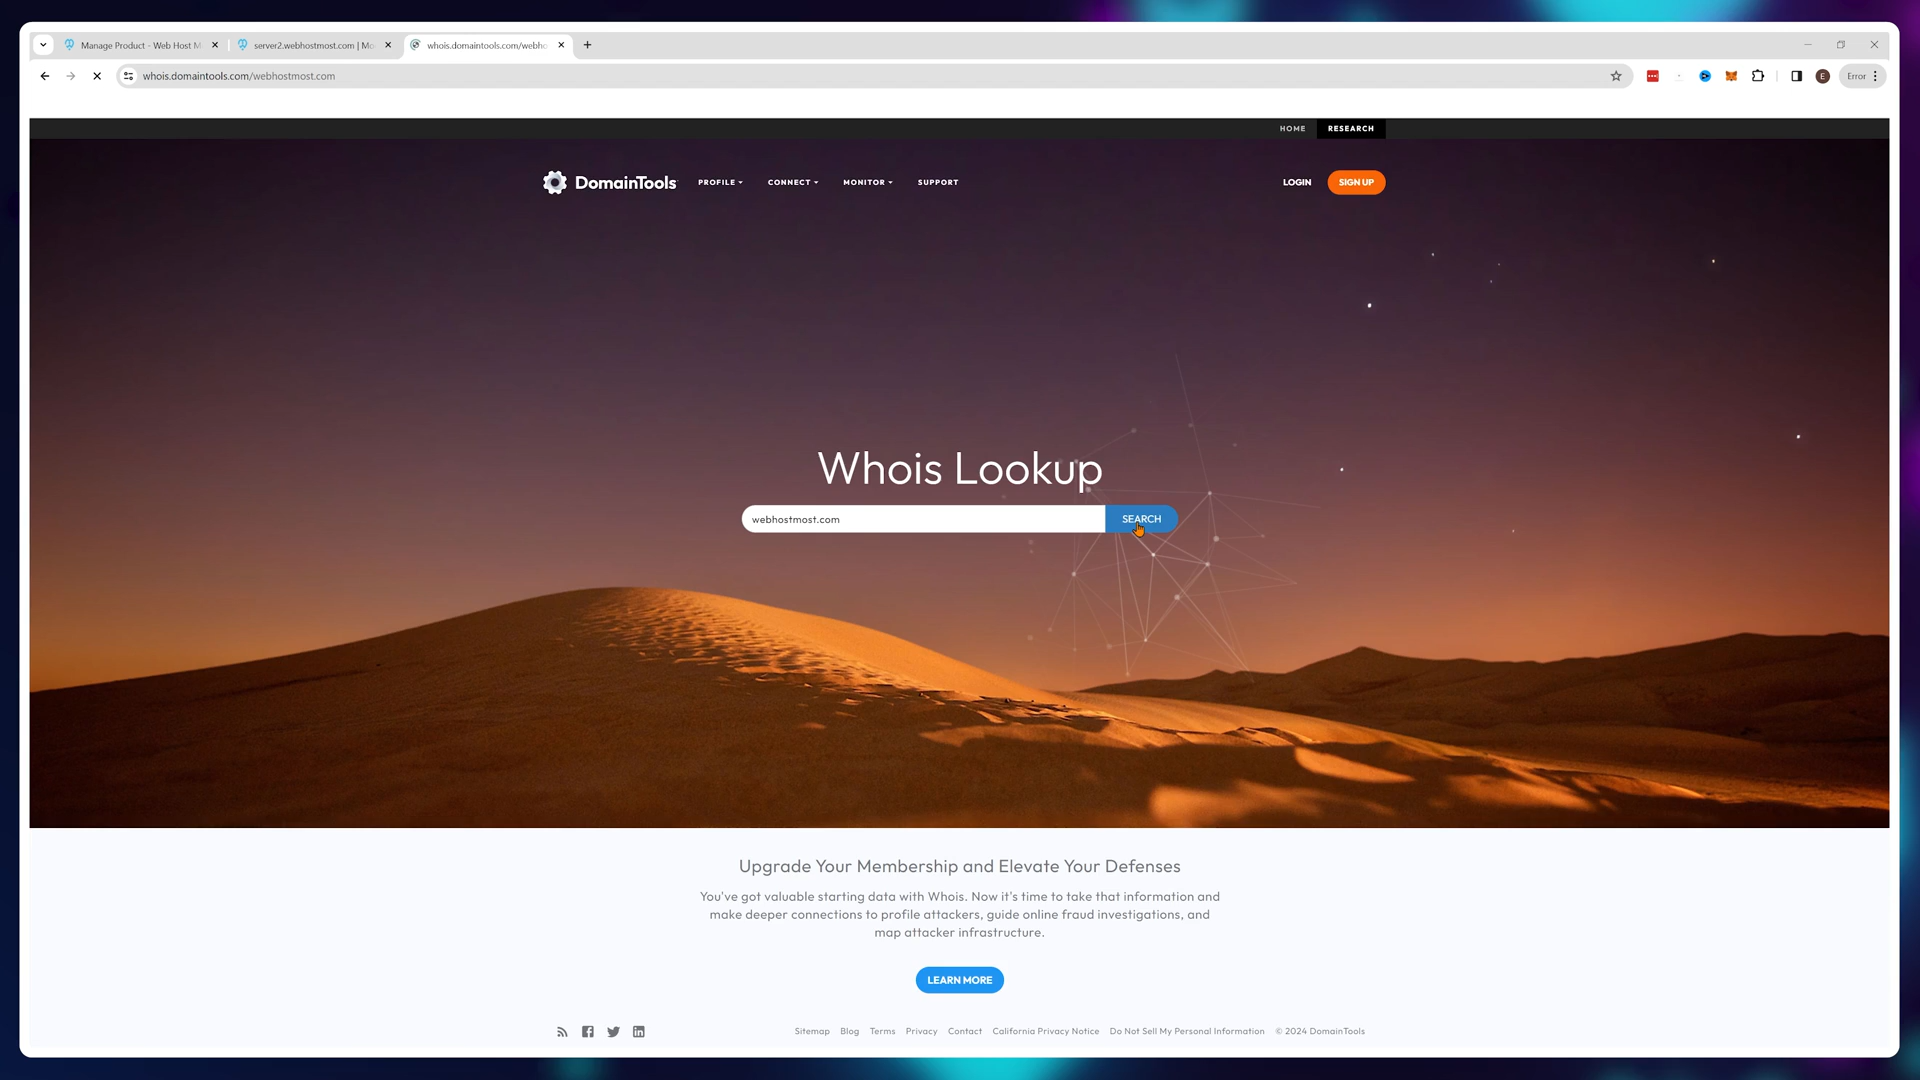 Manage Product - Web Host M
server2.webhostmost.com | Mo
whois.domaintools.com/webho
whois.domaintools.com/webhostmost.com
E
Error
HOME
RESEARCH
DomainTools
PROFILE
CONNECT
MONITOR
SUPPORT
LOGIN
SIGN UP
Whois Lookup
webhostmost.com
SEARCH
Upgrade Your Membership and Elevate Your Defenses
You've got valuable starting data with Whois. Now it's time to take that information and
make deeper connections to profile attackers, guide online fraud investigations, and
map attacker infrastructure.
LEARN MORE
Sitemap
Blog
Terms
Privacy
Contact
California Privacy Notice
Do Not Sell My Personal Information
© 2024 DomainTools